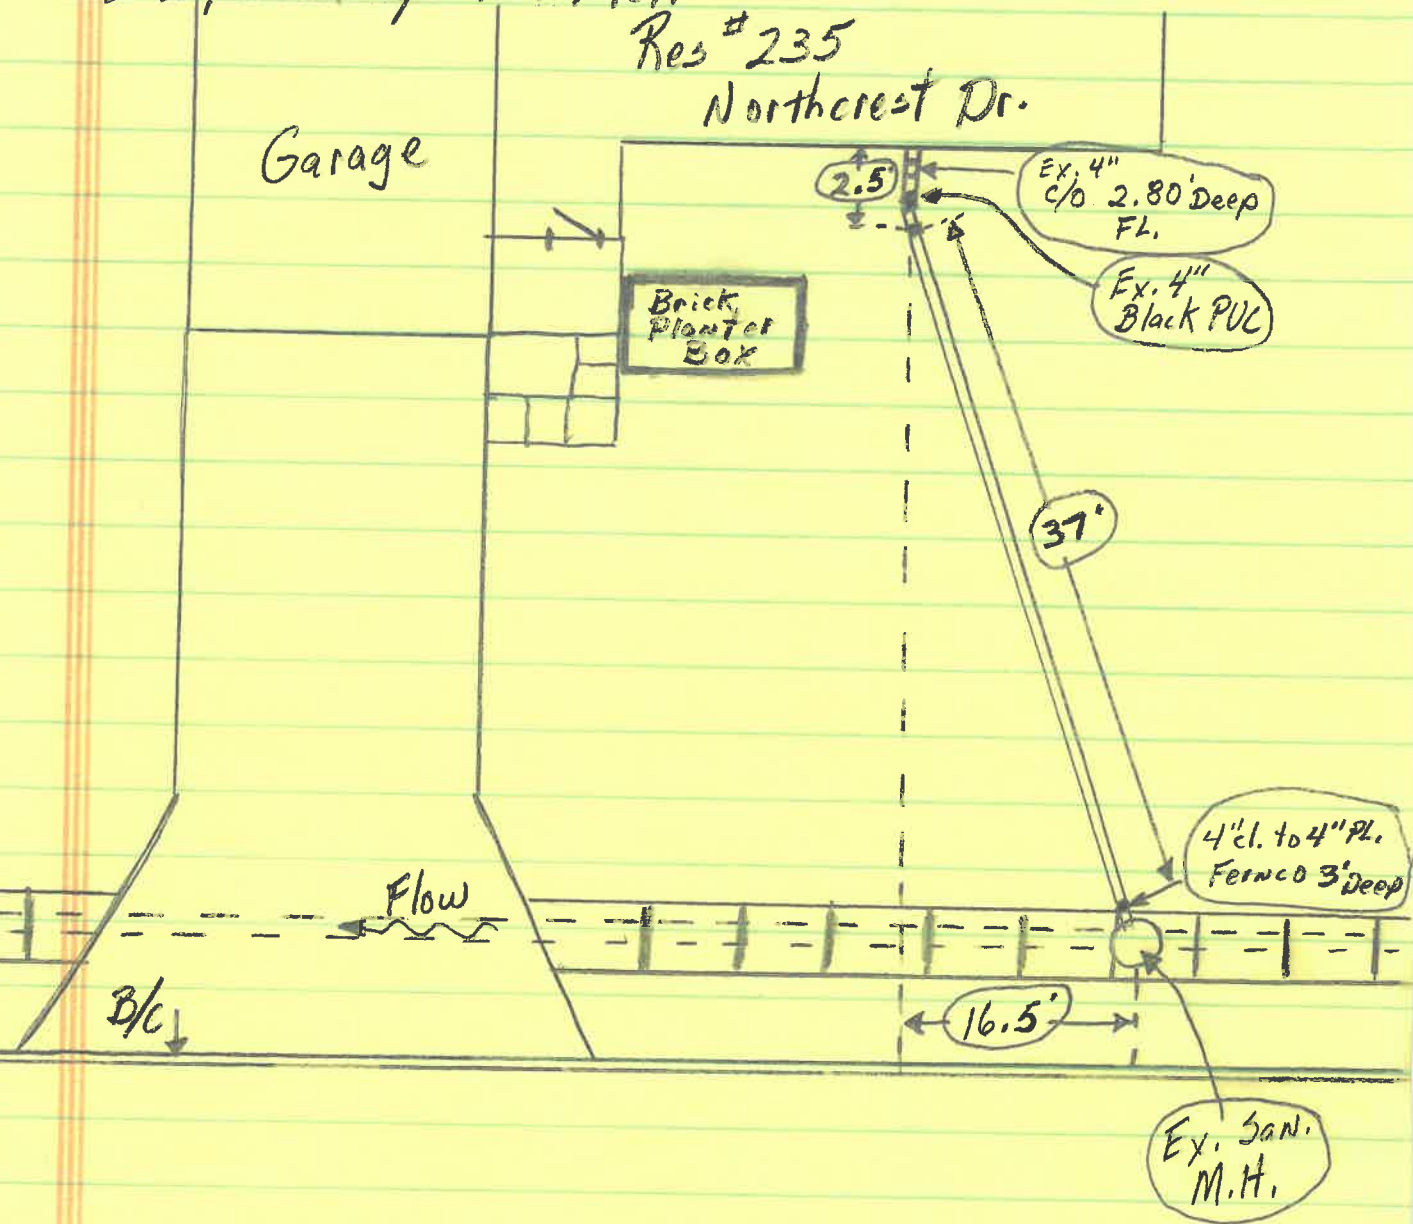 Res # 235
Northcrest Dr.
Garage
2.5'
Ex. 4"
c/o 2.80' Deep
FL.
Ex. 4"
Black PVC
Brick
Planter
Box
37'
4" cl. to 4" PL.
Fernco 3' Deep
Flow
B/C
16.5'
Ex. San.
M.H.